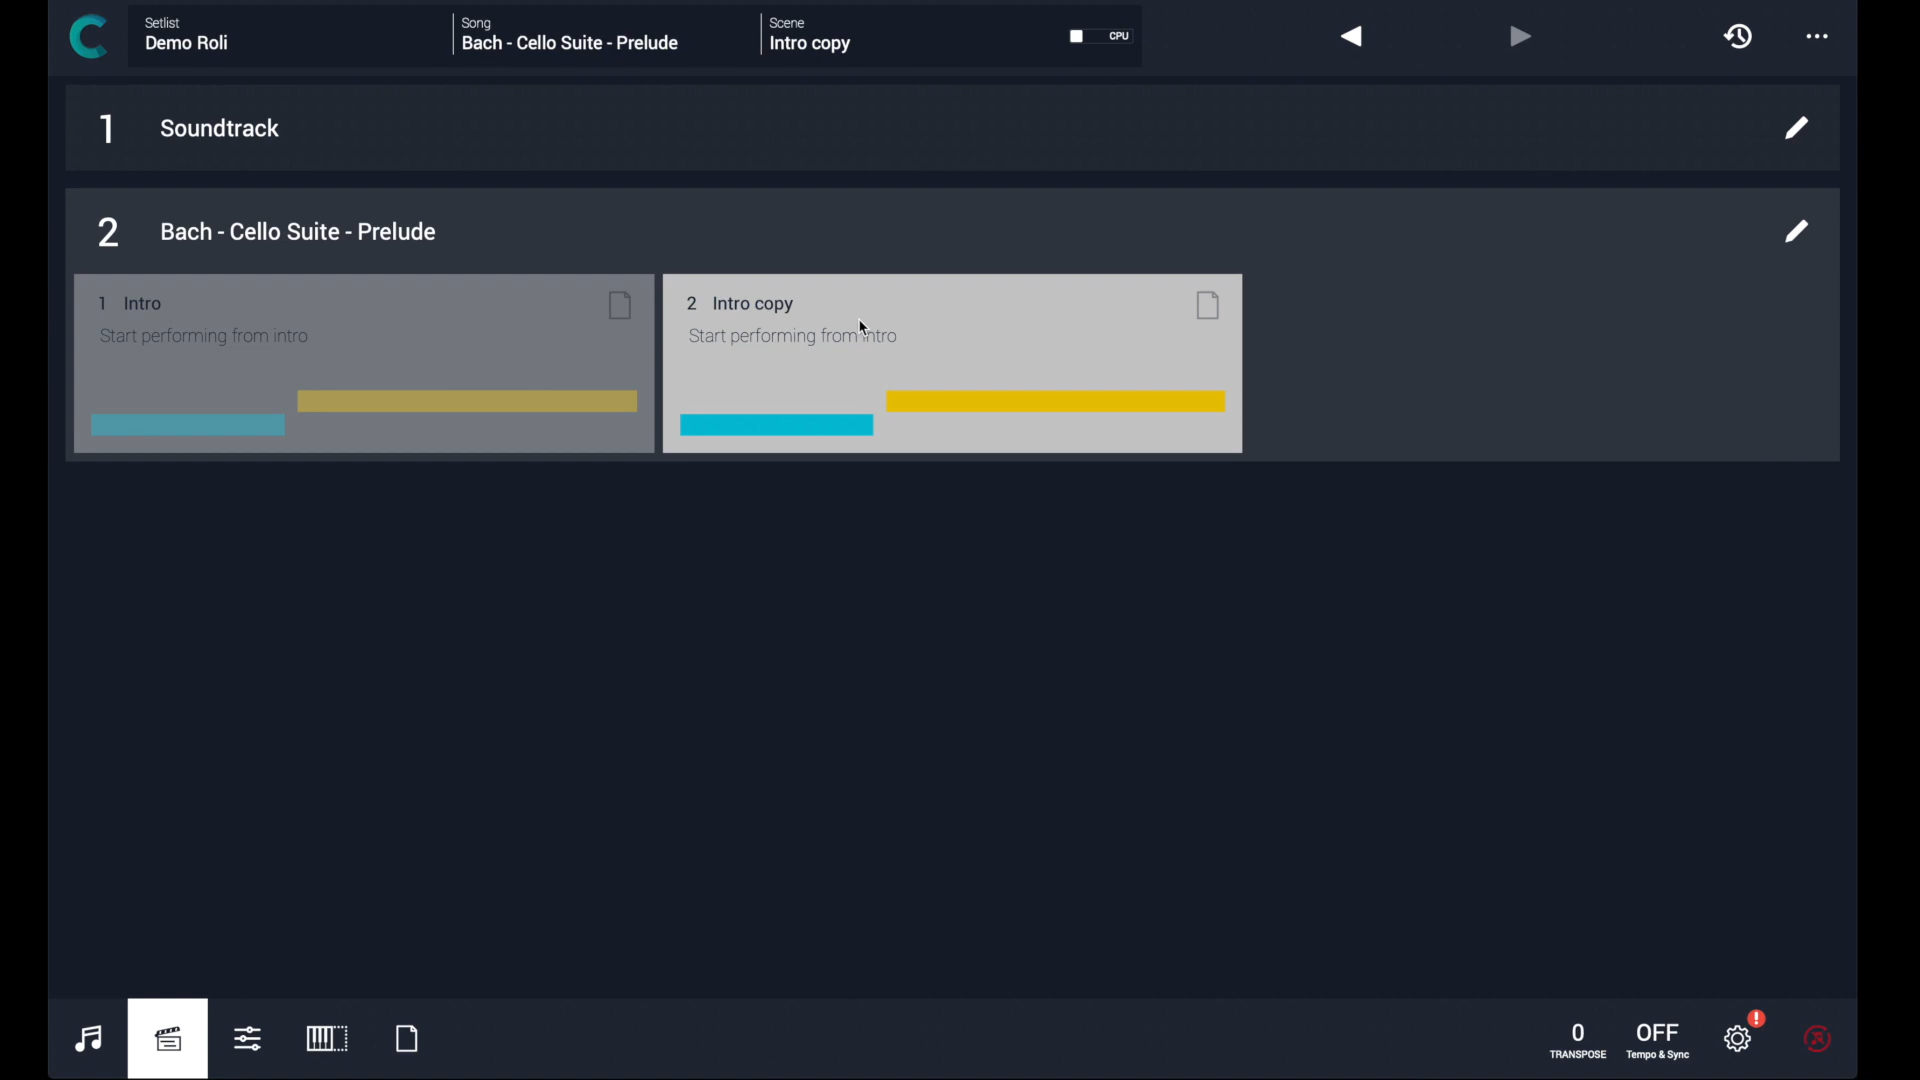 Setlist
Demo Roli
Song
Bach - Cello Suite - Prelude
Scene
Intro copy
CPU
1 Soundtrack
2 Bach - Cello Suite - Prelude
1 Intro
Start performing from intro
2 Intro copy
Start performing from intro
0
TRANSPOSE
OFF
Tempo & Sync
!